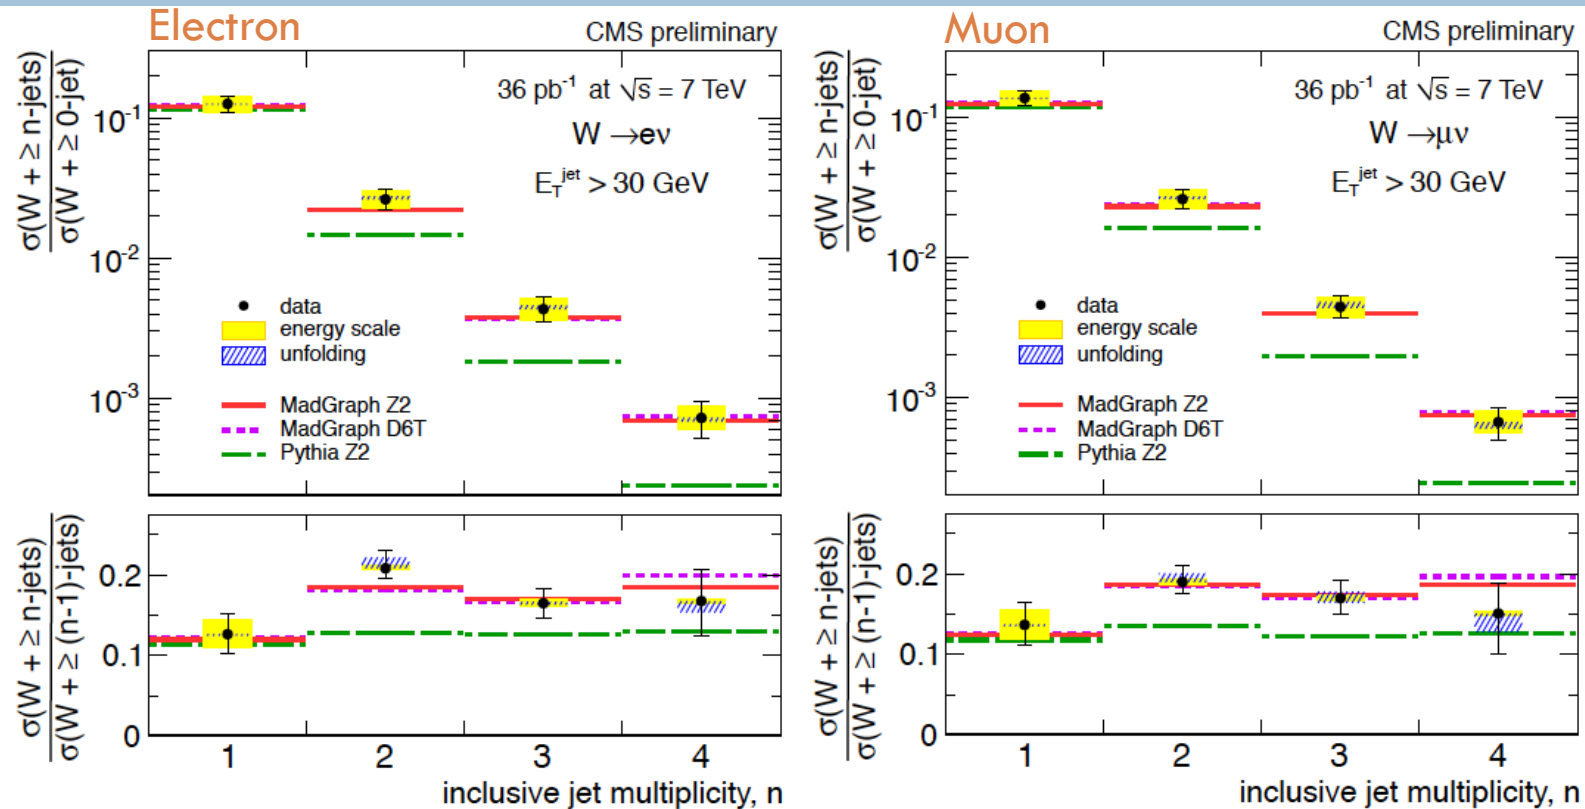 Electron
CMS preliminary
σ(W + ≥ n-jets)
σ(W + ≥ 0-jet)
36 pb⁻¹ at √s = 7 TeV
W →eν
E_T^jet > 30 GeV
10⁻¹
10⁻²
10⁻³
data
energy scale
unfolding
MadGraph Z2
MadGraph D6T
Pythia Z2
σ(W + ≥ n-jets)
σ(W + ≥ (n-1)-jets)
0.2
0.1
0
1 2 3 4
inclusive jet multiplicity, n
Muon
CMS preliminary
σ(W + ≥ n-jets)
σ(W + ≥ 0-jet)
36 pb⁻¹ at √s = 7 TeV
W →μν
E_T^jet > 30 GeV
10⁻¹
10⁻²
10⁻³
data
energy scale
unfolding
MadGraph Z2
MadGraph D6T
Pythia Z2
σ(W + ≥ n-jets)
σ(W + ≥ (n-1)-jets)
0.2
0.1
0
1 2 3 4
inclusive jet multiplicity, n